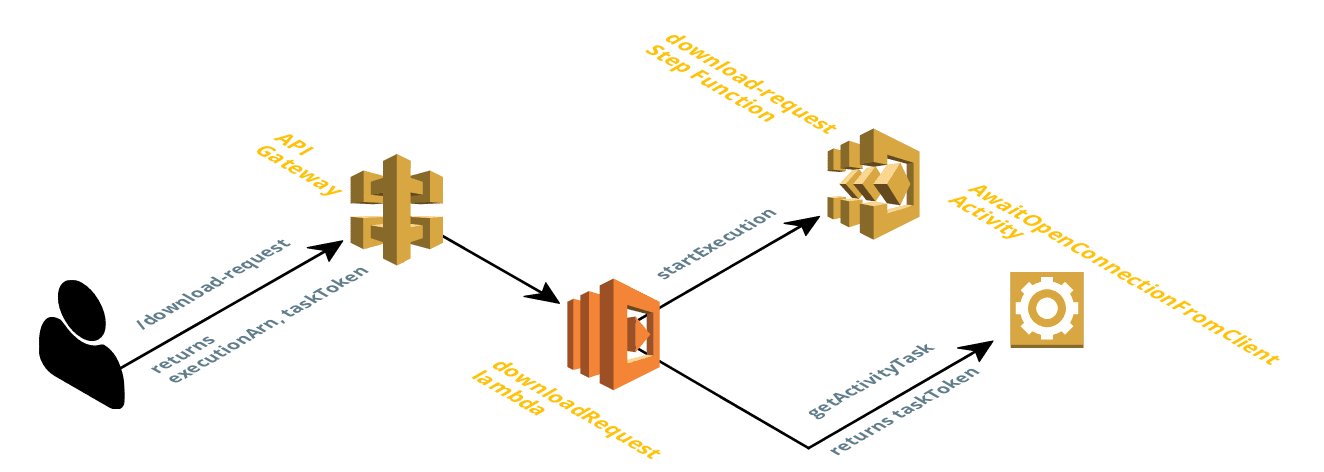 download-request
Step Function
API
Gateway
AwaitOpenConnectionFromClient
Activity
startExecution
/download-request
returns
executionArn, taskToken
downloadRequest
lambda
getActivityTask
returns taskToken